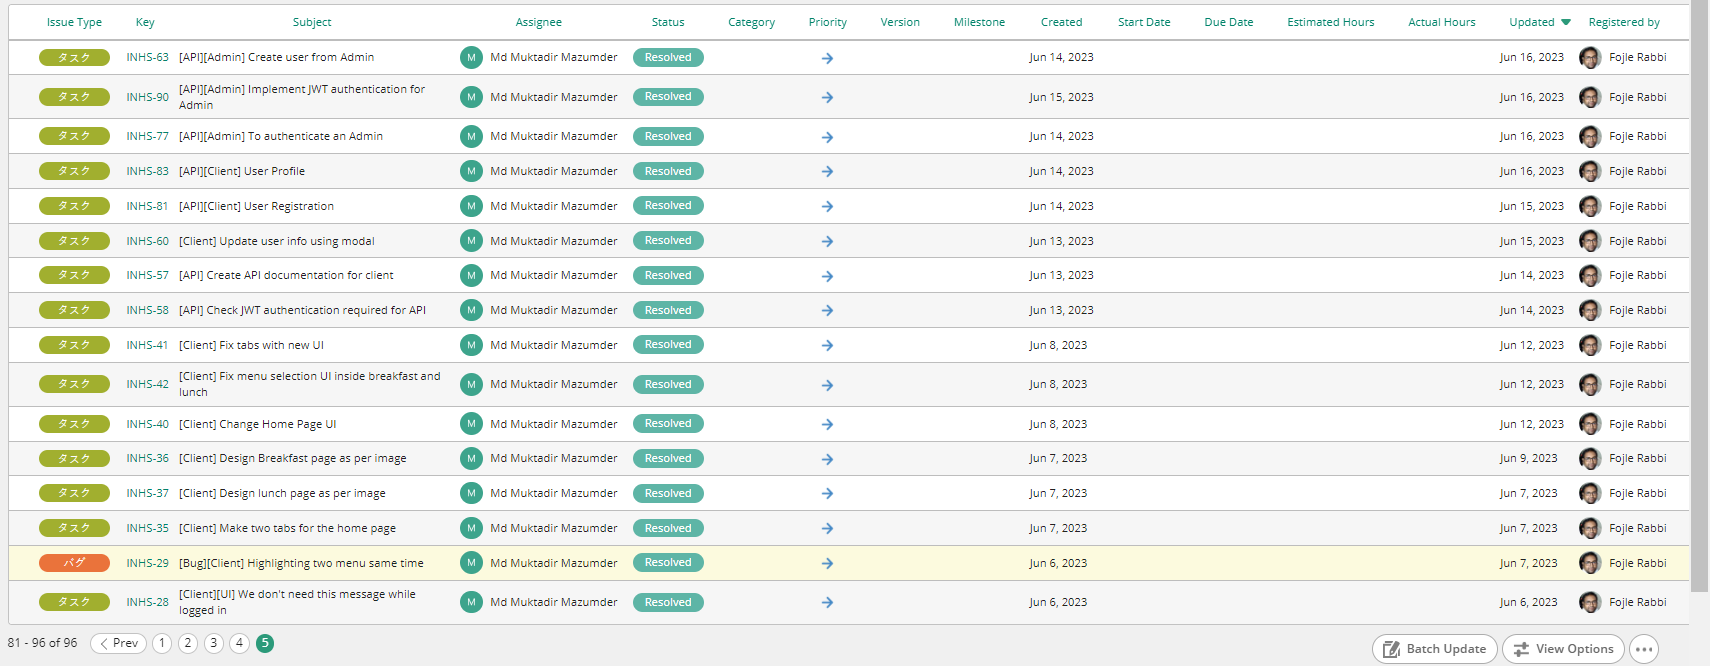 Issue Type Key Subject Assignee Status Category Priority Version Milestone Created Start Date Due Date Estimated Hours Actual Hours Updated Registered by
タスク INHS-63 [API][Admin] Create user from Admin M Md Muktadir Mazumder Resolved Jun 14, 2023 Jun 16, 2023 Fojle Rabbi
タスク INHS-90 [API][Admin] Implement JWT authentication for
Admin M Md Muktadir Mazumder Resolved Jun 15, 2023 Jun 16, 2023 Fojle Rabbi
タスク INHS-77 [API][Admin] To authenticate an Admin M Md Muktadir Mazumder Resolved Jun 14, 2023 Jun 16, 2023 Fojle Rabbi
タスク INHS-83 [API][Client] User Profile M Md Muktadir Mazumder Resolved Jun 14, 2023 Jun 16, 2023 Fojle Rabbi
タスク INHS-81 [API][Client] User Registration M Md Muktadir Mazumder Resolved Jun 14, 2023 Jun 15, 2023 Fojle Rabbi
タスク INHS-60 [Client] Update user info using modal M Md Muktadir Mazumder Resolved Jun 13, 2023 Jun 15, 2023 Fojle Rabbi
タスク INHS-57 [API] Create API documentation for client M Md Muktadir Mazumder Resolved Jun 13, 2023 Jun 14, 2023 Fojle Rabbi
タスク INHS-58 [API] Check JWT authentication required for API M Md Muktadir Mazumder Resolved Jun 13, 2023 Jun 14, 2023 Fojle Rabbi
タスク INHS-41 [Client] Fix tabs with new UI M Md Muktadir Mazumder Resolved Jun 8, 2023 Jun 12, 2023 Fojle Rabbi
タスク INHS-42 [Client] Fix menu selection UI inside breakfast and
lunch M Md Muktadir Mazumder Resolved Jun 8, 2023 Jun 12, 2023 Fojle Rabbi
タスク INHS-40 [Client] Change Home Page UI M Md Muktadir Mazumder Resolved Jun 8, 2023 Jun 12, 2023 Fojle Rabbi
タスク INHS-36 [Client] Design Breakfast page as per image M Md Muktadir Mazumder Resolved Jun 7, 2023 Jun 9, 2023 Fojle Rabbi
タスク INHS-37 [Client] Design lunch page as per image M Md Muktadir Mazumder Resolved Jun 7, 2023 Jun 7, 2023 Fojle Rabbi
タスク INHS-35 [Client] Make two tabs for the home page M Md Muktadir Mazumder Resolved Jun 7, 2023 Jun 7, 2023 Fojle Rabbi
バグ INHS-29 [Bug][Client] Highlighting two menu same time M Md Muktadir Mazumder Resolved Jun 6, 2023 Jun 7, 2023 Fojle Rabbi
タスク INHS-28 [Client][UI] We don't need this message while
logged in M Md Muktadir Mazumder Resolved Jun 6, 2023 Jun 6, 2023 Fojle Rabbi
81 - 96 of 96 Prev 1 2 3 4 5 Batch Update View Options